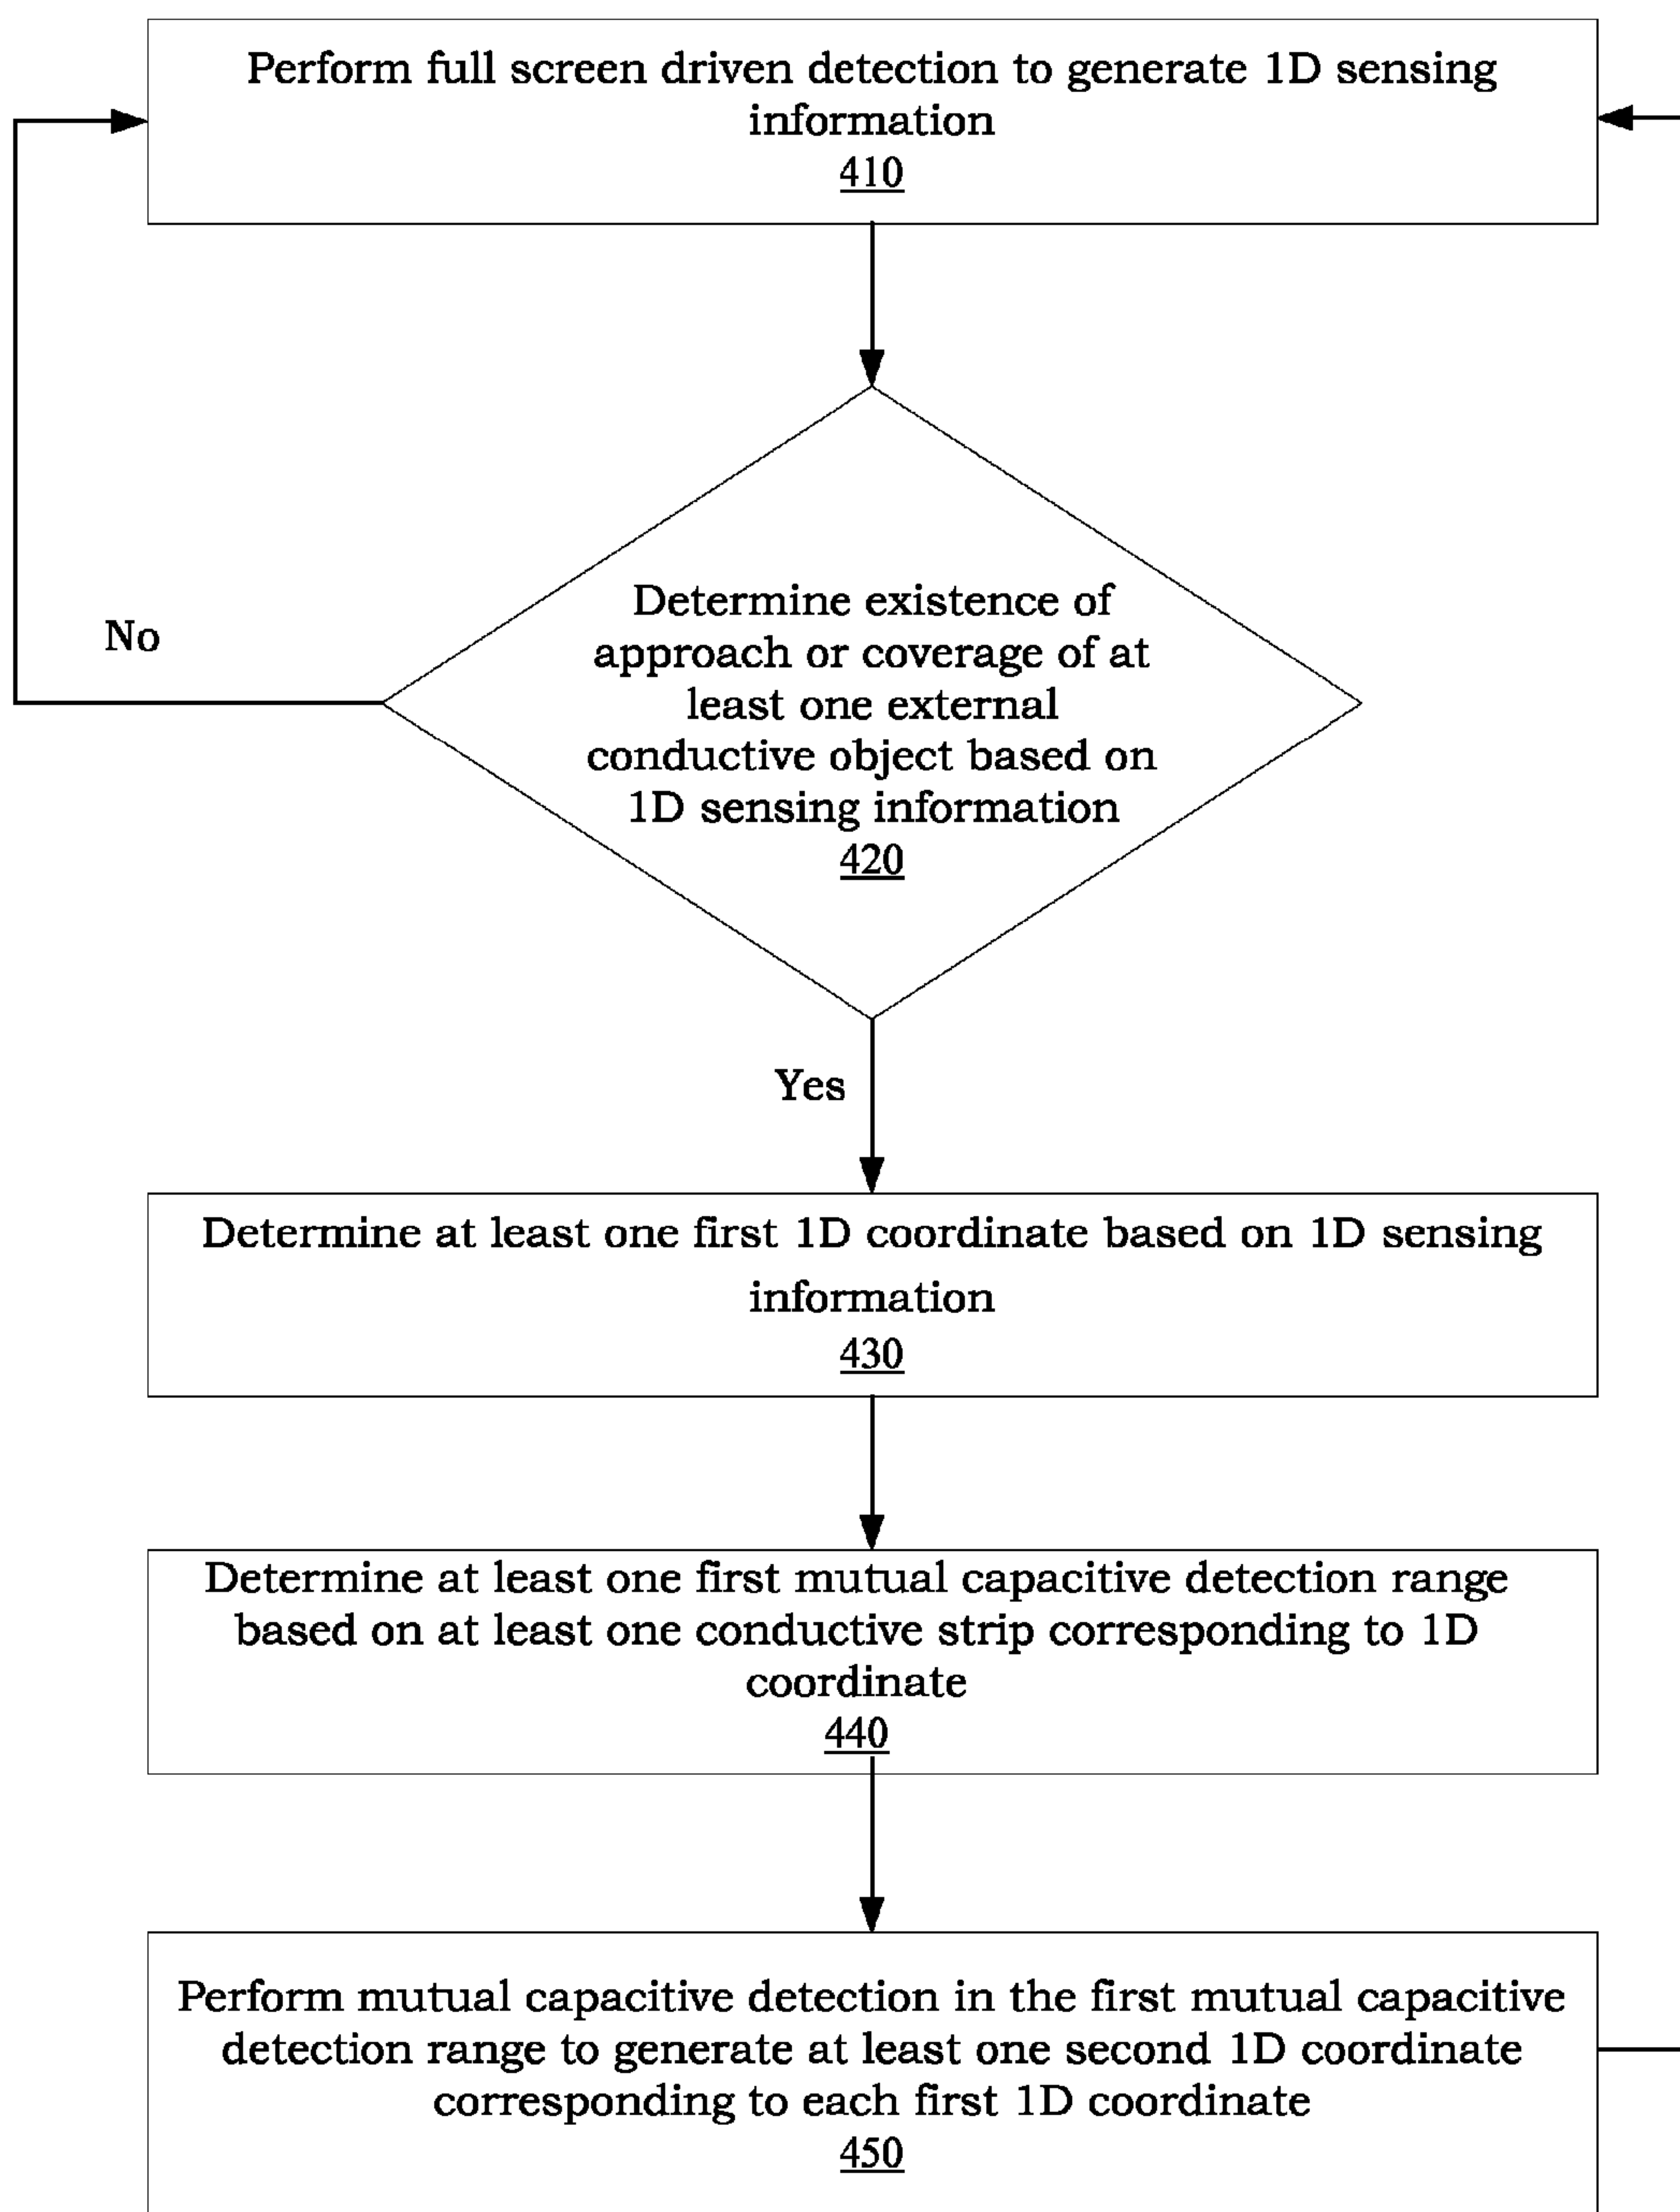 Perform full screen driven detection to generate 1D sensing
information
410
Determine existence of
approach or coverage of at
least one external
conductive object based on
1D sensing information
420
No
Yes
Determine at least one first 1D coordinate based on 1D sensing
information
430
Determine at least one first mutual capacitive detection range
based on at least one conductive strip corresponding to 1D
coordinate
440
Perform mutual capacitive detection in the first mutual capacitive
detection range to generate at least one second 1D coordinate
corresponding to each first 1D coordinate
450